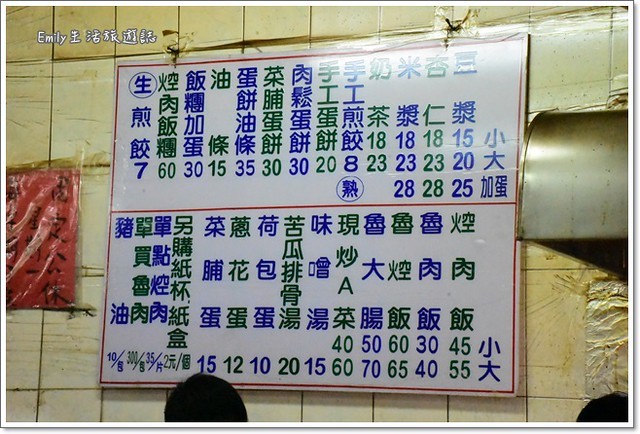 Emily生活旅遊誌
小 大 加蛋
豆漿 15 20 25
杏仁 18 23 28
米漿 18 23 28
奶茶 18 23
手工煎餃8 熟
手工蛋餅 20
肉鬆蛋餅 30
菜脯蛋餅 30
蛋餅油條 35
油條 15
飯糰加蛋 30
焢肉飯糰 60
生煎餃7
小 大
焢肉飯 45 55
魯肉飯 30 40
魯焢飯 60 65
魯大腸 50 70
現炒A菜 40 60
味噌湯 15
苦瓜排骨湯 20
荷包蛋 10
蔥花蛋 12
菜脯蛋 15
另購紙杯.紙盒 2元/個
單點焢肉 35/片
單買魯肉 300/包
豬油 10/包